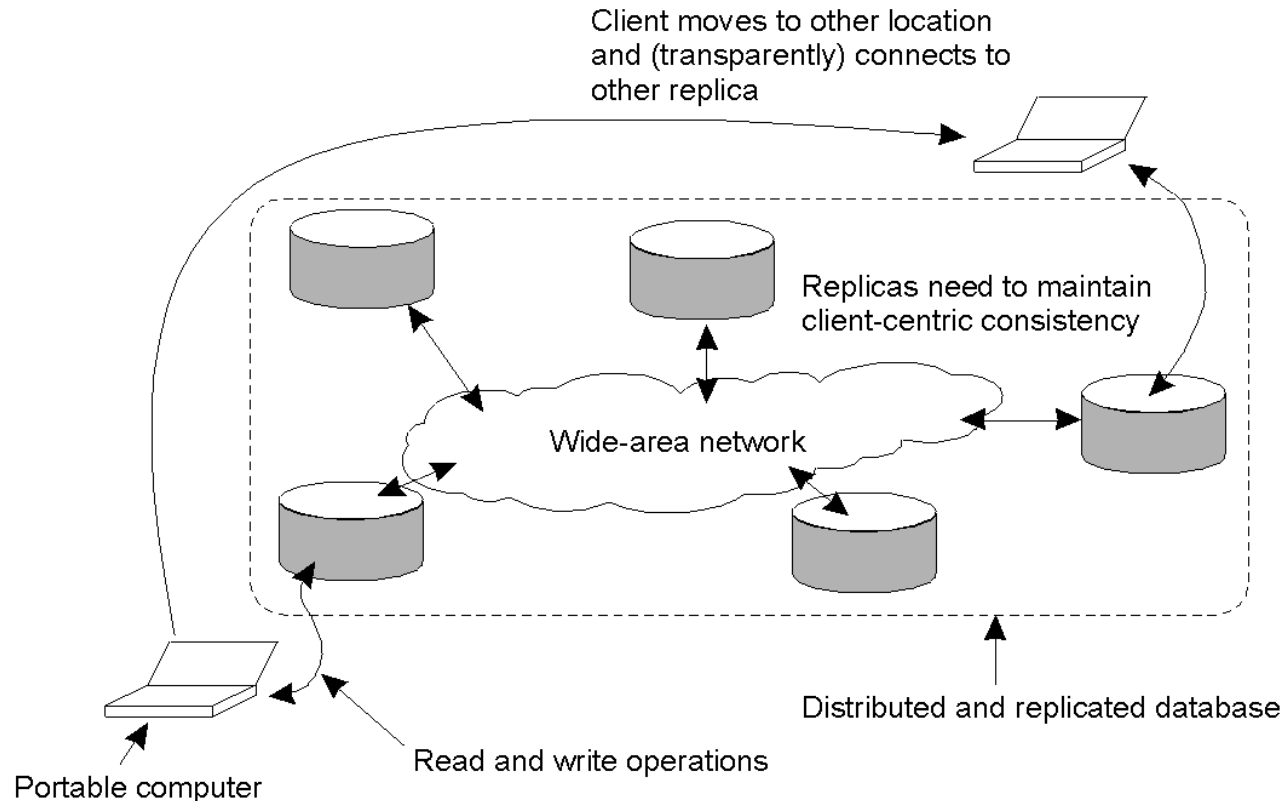 Client moves to other location
and (transparently) connects to
other replica
Replicas need to maintain
client-centric consistency
Wide-area network
Distributed and replicated database
Read and write operations
Portable computer